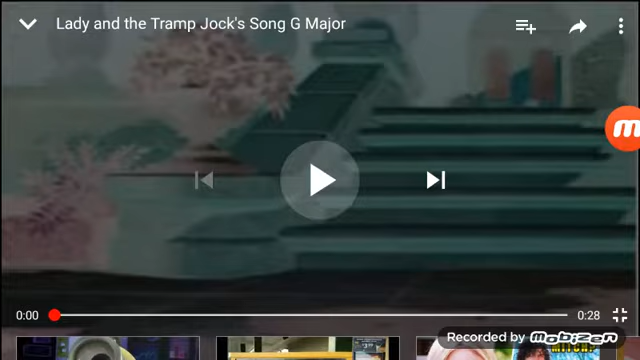 Lady and the Tramp Jock's Song G Major
0:00
0:28
Recorded by mobizen